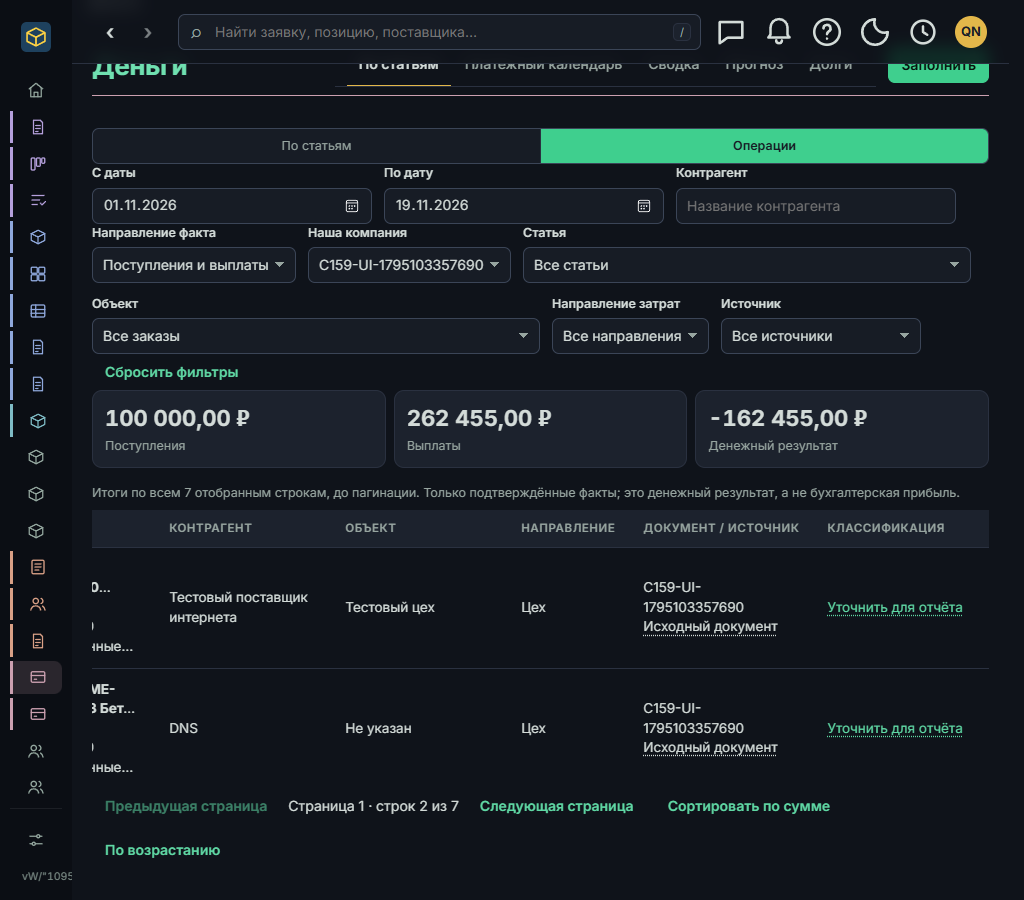 Найти заявку, позицию, поставщика...
/
QN
Деньги
По статьям
Платежный календарь
Сводка
Прогноз
Долги
Заполнить
По статьям
Операции
С даты
По дату
Контрагент
01.11.2026
19.11.2026
Название контрагента
Направление факта
Наша компания
Статья
Поступления и выплаты
C159-UI-1795103357690
Все статьи
Объект
Направление затрат
Источник
Все заказы
Все направления
Все источники
Сбросить фильтры
100 000,00 ₽
Поступления
262 455,00 ₽
Выплаты
-162 455,00 ₽
Денежный результат
Итоги по всем 7 отобранным строкам, до пагинации. Только подтверждённые факты; это денежный результат, а не бухгалтерская прибыль.
КОНТРАГЕНТ
ОБЪЕКТ
НАПРАВЛЕНИЕ
ДОКУМЕНТ / ИСТОЧНИК
КЛАССИФИКАЦИЯ
нные...
Тестовый поставщик
интернета
Тестовый цех
Цех
C159-UI-
1795103357690
Исходный документ
Уточнить для отчёта
ME-
Бет...
нные...
DNS
Не указан
Цех
C159-UI-
1795103357690
Исходный документ
Уточнить для отчёта
Предыдущая страница
Страница 1 · строк 2 из 7
Следующая страница
Сортировать по сумме
По возрастанию
vW/"1095